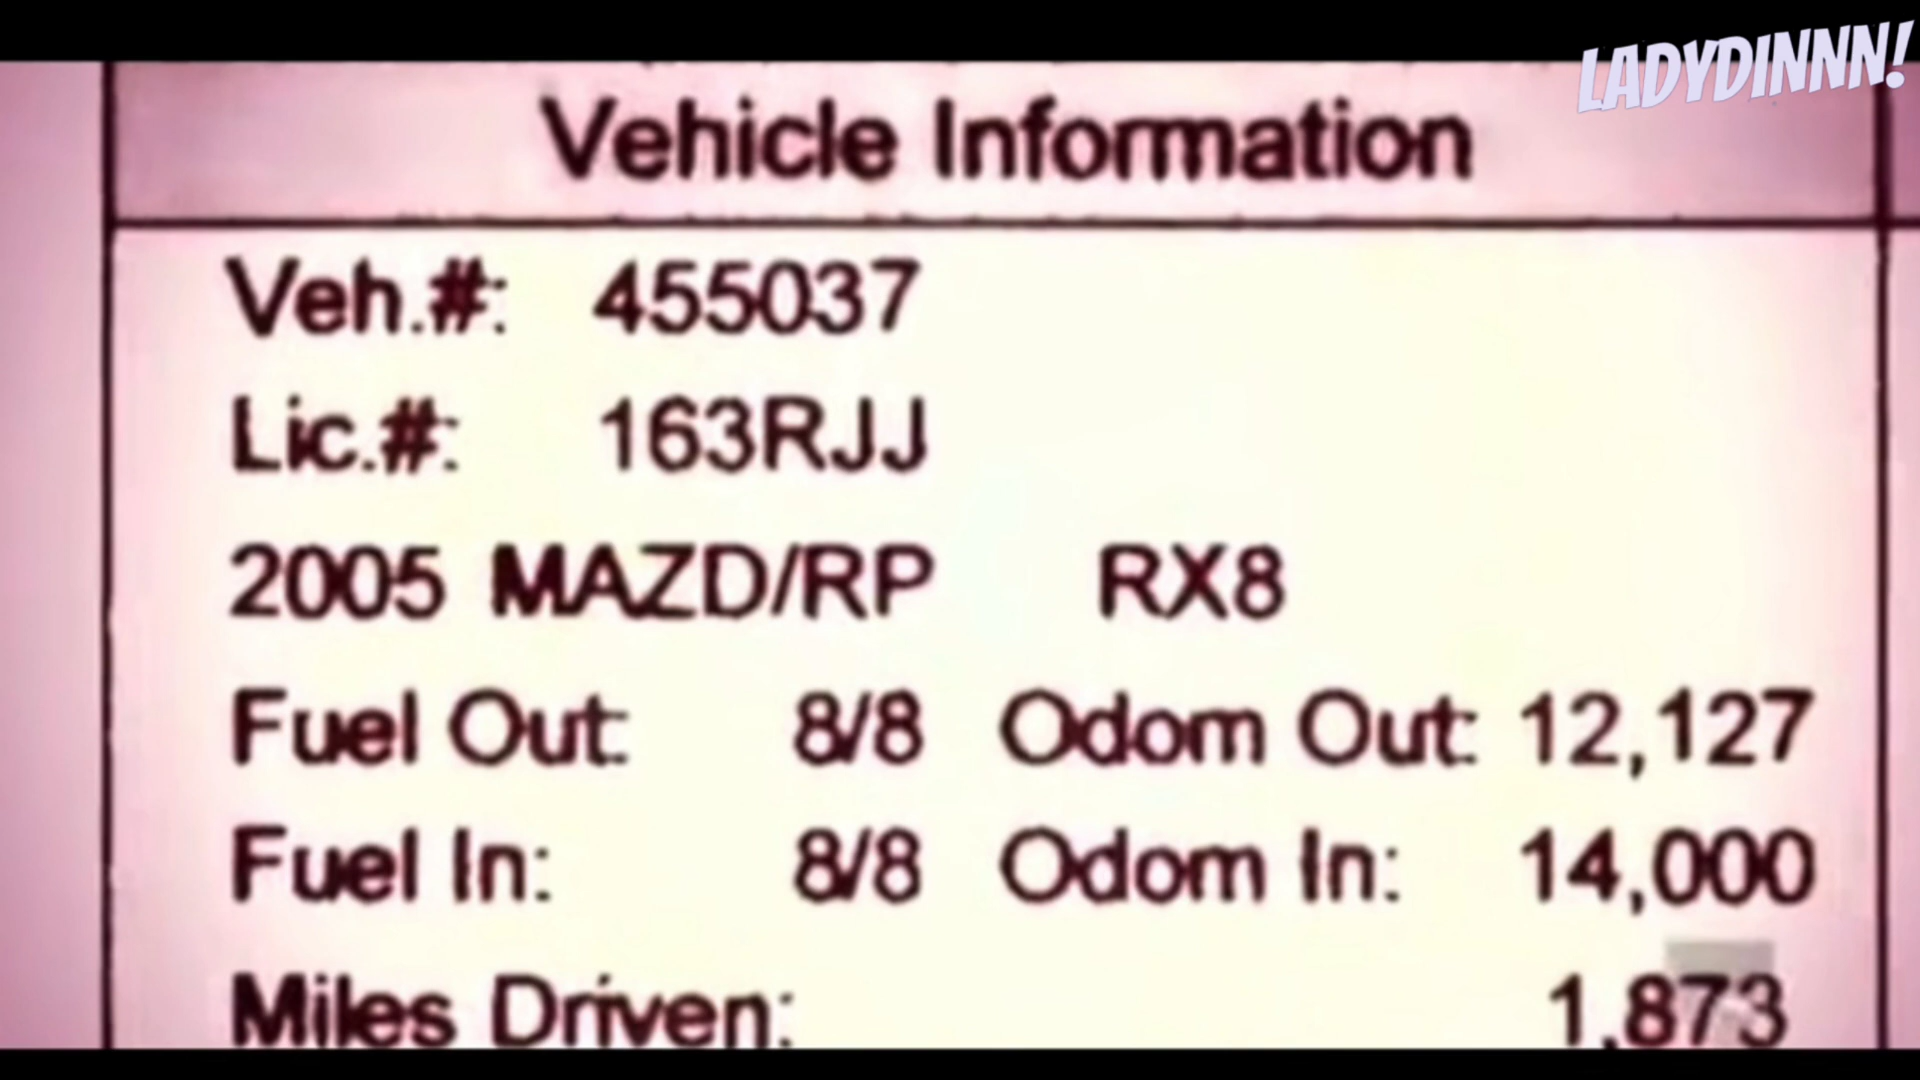 LADYDINNN!
Vehicle Information
Veh.#: 455037
Lic.#: 163RJJ
2005 MAZD/RP RX8
Fuel Out: 8/8 Odom Out: 12,127
Fuel In: 8/8 Odom In: 14,000
Miles Driven: 1,873